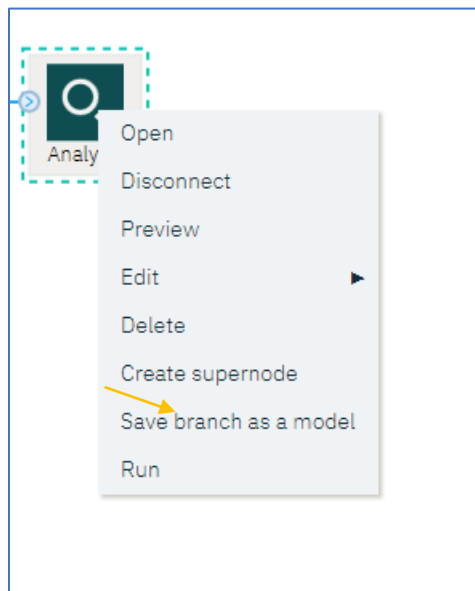 Analy
Open
Disconnect
Preview
Edit
Delete
Create supernode
Save branch as a model
Run